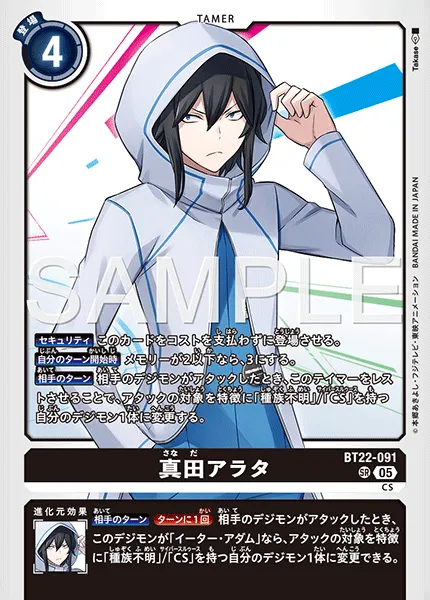 TAMER
登場
4
Takase
SAMPLE
©本郷あきよし・フジテレビ・東映アニメーション BANDAI MADE IN JAPAN
セキュリティ このカードをコストを支払わずに登場させる。
自分のターン開始時 メモリーが2以下なら、3にする。
相手のターン 相手のデジモンがアタックしたとき、このテイマーをレス
トさせることで、アタックの対象を特徴に「種族不明」/「CS」を持つ
自分のデジモン1体に変更する。
さなだ
真田アラタ
BT22-091
SR 05
CS
進化元効果
相手のターン ターンに1回 相手のデジモンがアタックしたとき、
このデジモンが「イーター・アダム」なら、アタックの対象を特徴
に「種族不明」/「CS」を持つ自分のデジモン1体に変更できる。